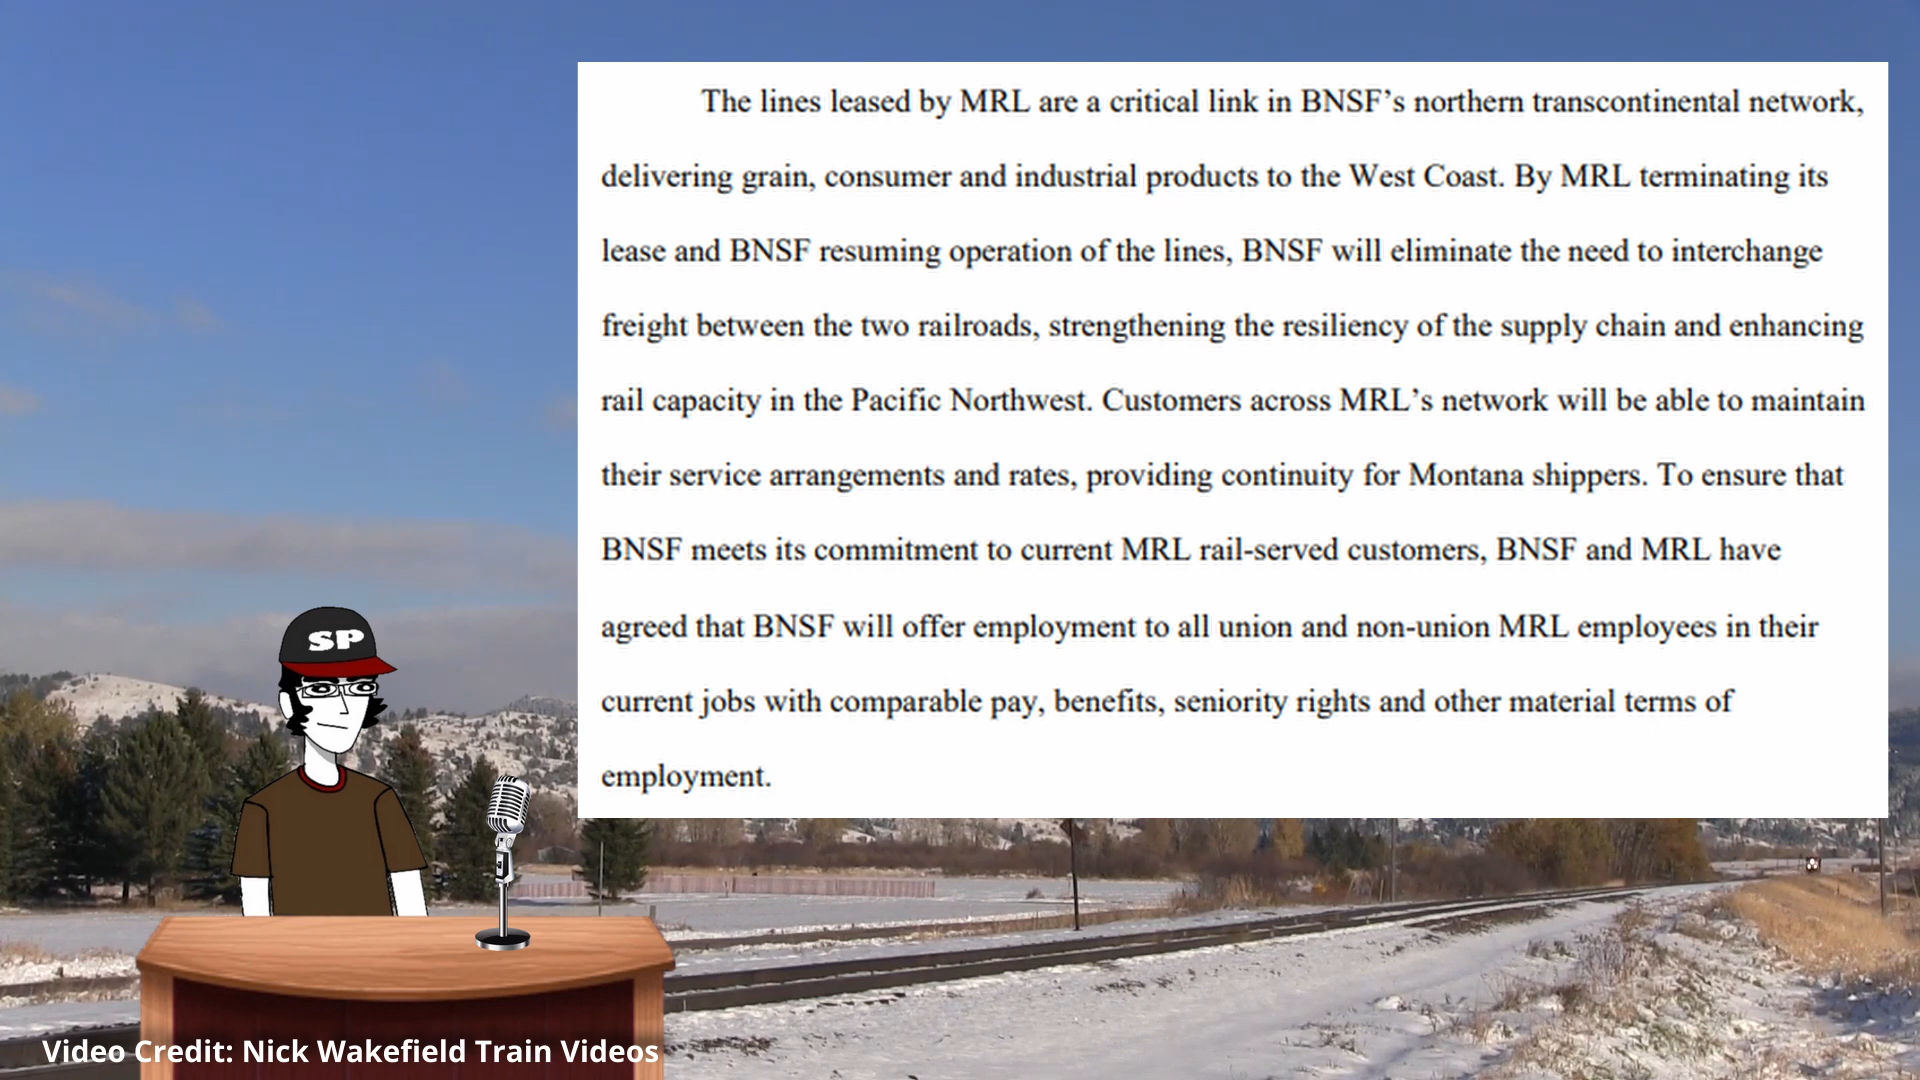 The lines leased by MRL are a critical link in BNSF’s northern transcontinental network,
delivering grain, consumer and industrial products to the West Coast. By MRL terminating its
lease and BNSF resuming operation of the lines, BNSF will eliminate the need to interchange
freight between the two railroads, strengthening the resiliency of the supply chain and enhancing
rail capacity in the Pacific Northwest. Customers across MRL’s network will be able to maintain
their service arrangements and rates, providing continuity for Montana shippers. To ensure that
BNSF meets its commitment to current MRL rail-served customers, BNSF and MRL have
agreed that BNSF will offer employment to all union and non-union MRL employees in their
current jobs with comparable pay, benefits, seniority rights and other material terms of
employment.
SP
Video Credit: Nick Wakefield Train Videos